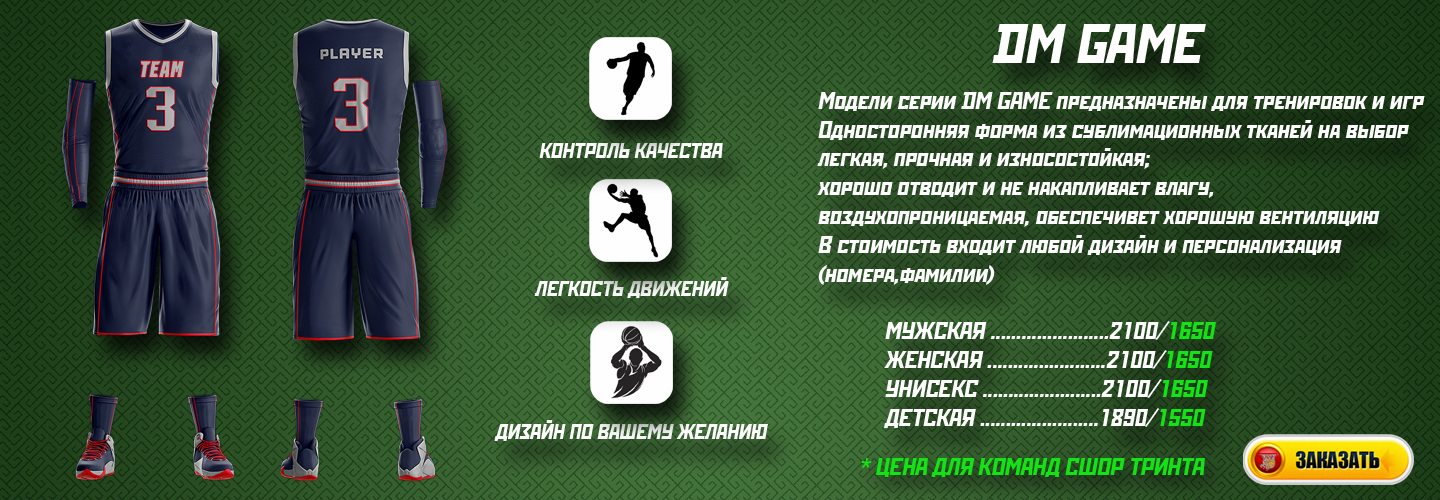 TEAM
3
PLAYER
3
КОНТРОЛЬ КАЧЕСТВА
ЛЕГКОСТЬ ДВИЖЕНИЙ
ДИЗАЙН ПО ВАШЕМУ ЖЕЛАНИЮ
DM GAME
Модели серии DM GAME предназначены для тренировок и игр
Односторонняя форма из сублимационных тканей на выбор
легкая, прочная и износостойкая;
хорошо отводит и не накапливает влагу,
воздухопроницаемая, обеспечивет хорошую вентиляцию
В стоимость входит любой дизайн и персонализация
(номера,фамилии)
МУЖСКАЯ .......................2100/1650
ЖЕНСКАЯ .......................2100/1650
УНИСЕКС .......................2100/1650
ДЕТСКАЯ .......................1890/1550
* ЦЕНА ДЛЯ КОМАНД СШОР ТРИНТА
ЗАКАЗАТЬ